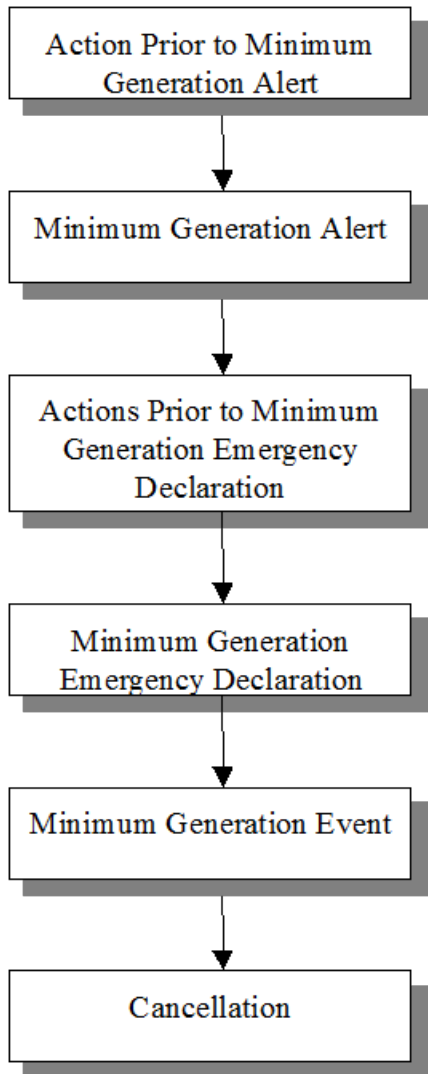 Action Prior to Minimum
Generation Alert
Minimum Generation Alert
Actions Prior to Minimum
Generation Emergency
Declaration
Minimum Generation
Emergency Declaration
Minimum Generation Event
Cancellation